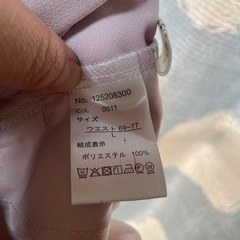 No. 125208300
Col. 0011
サイズ
ウエスト 69-77
L
組成表示
ポリエステル 100%